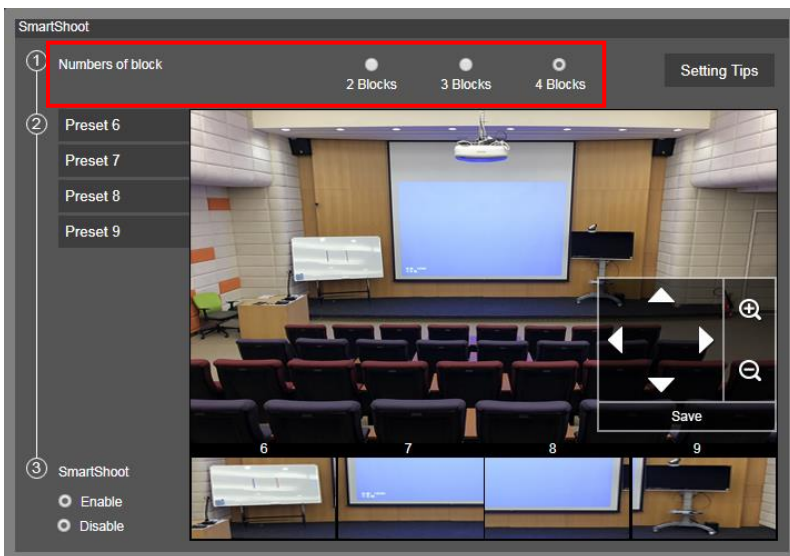 SmartShoot
1 Numbers of block
2 Blocks 3 Blocks 4 Blocks
Setting Tips
2 Preset 6
Preset 7
Preset 8
Preset 9
Save
6 7 8 9
3 SmartShoot
Enable
Disable